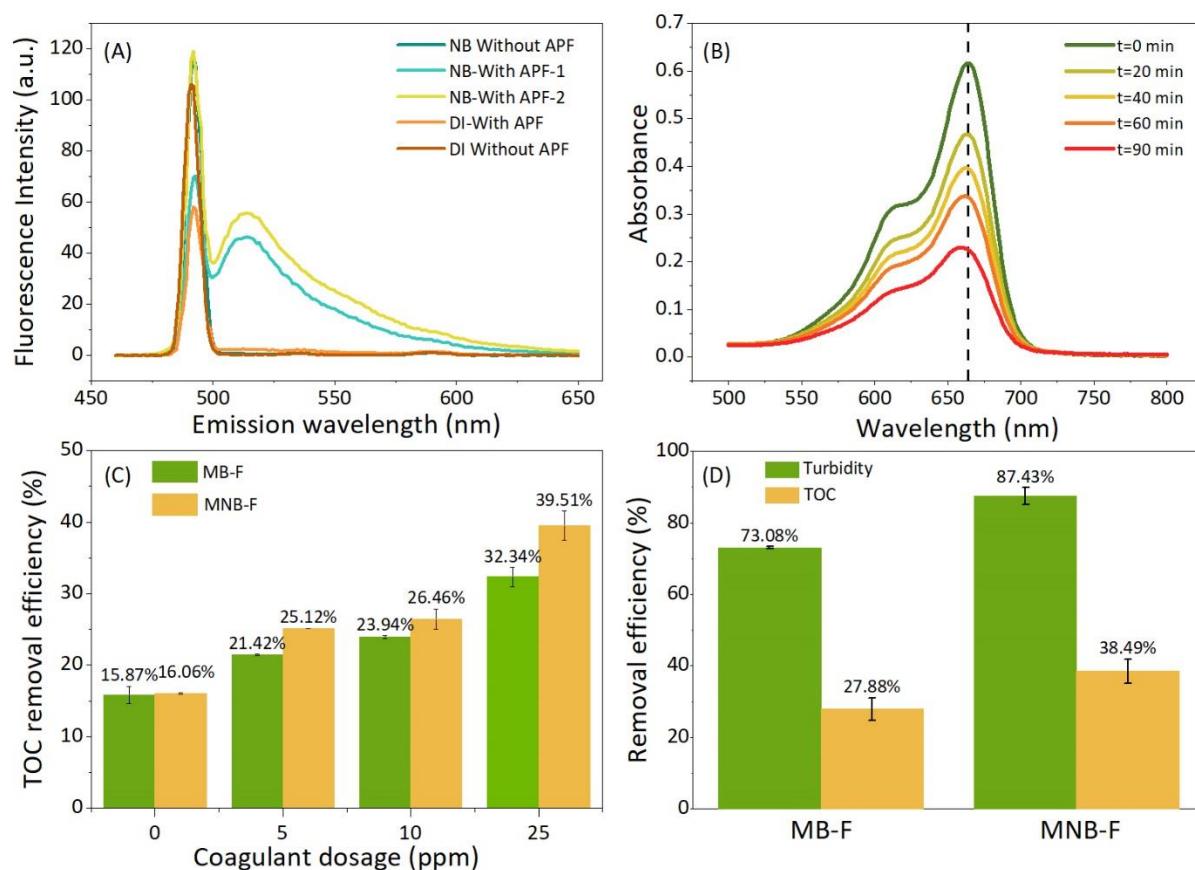 (A)
NB Without APF
NB-With APF-1
NB-With APF-2
DI-With APF
DI Without APF
120
100
80
60
40
20
0
Fluorescence Intensity (a.u.)
450
500
550
600
650
Emission wavelength (nm)
(B)
t=0 min
t=20 min
t=40 min
t=60 min
t=90 min
0.7
0.6
0.5
0.4
0.3
0.2
0.1
0.0
Absorbance
500
550
600
650
700
750
800
Wavelength (nm)
(C)
MB-F
MNB-F
50
40
30
20
10
0
TOC removal efficiency (%)
15.87%
16.06%
21.42%
25.12%
23.94%
26.46%
32.34%
39.51%
0
5
10
25
Coagulant dosage (ppm)
(D)
Turbidity
TOC
100
80
60
40
20
0
Removal efficiency (%)
73.08%
27.88%
87.43%
38.49%
MB-F
MNB-F